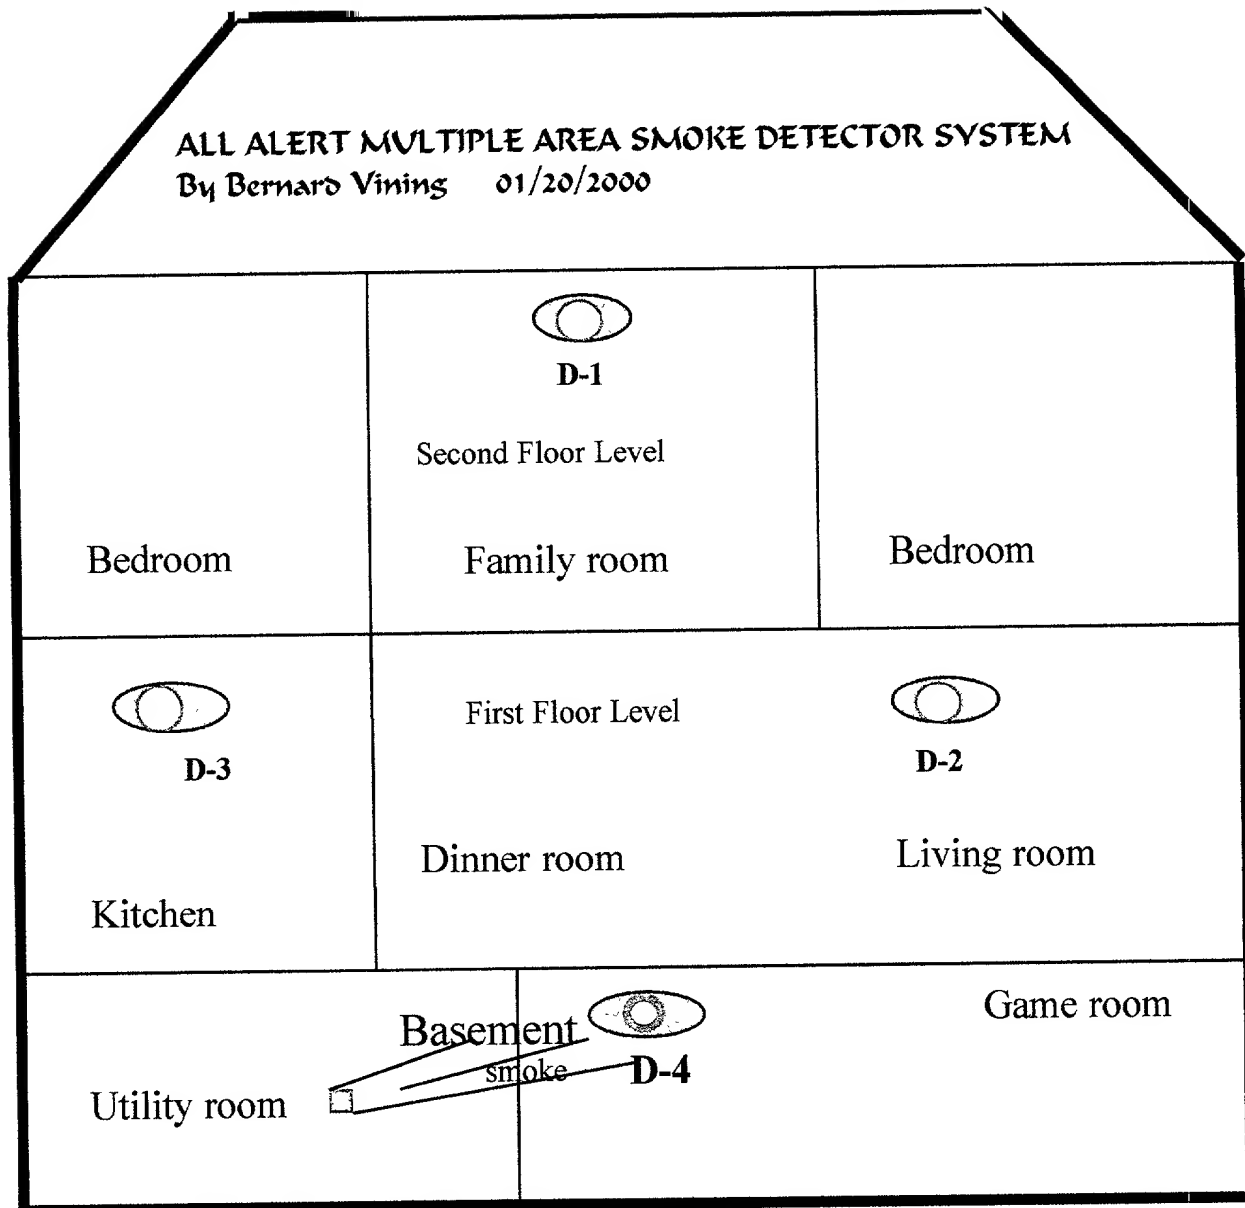 ALL ALERT MULTIPLE AREA SMOKE DETECTOR SYSTEM
By Bernard Vining 01/20/2000
D-1
Second Floor Level
Bedroom
Family room
Bedroom
First Floor Level
D-3
D-2
Dinner room
Living room
Kitchen
Game room
Basement
smoke
D-4
Utility room